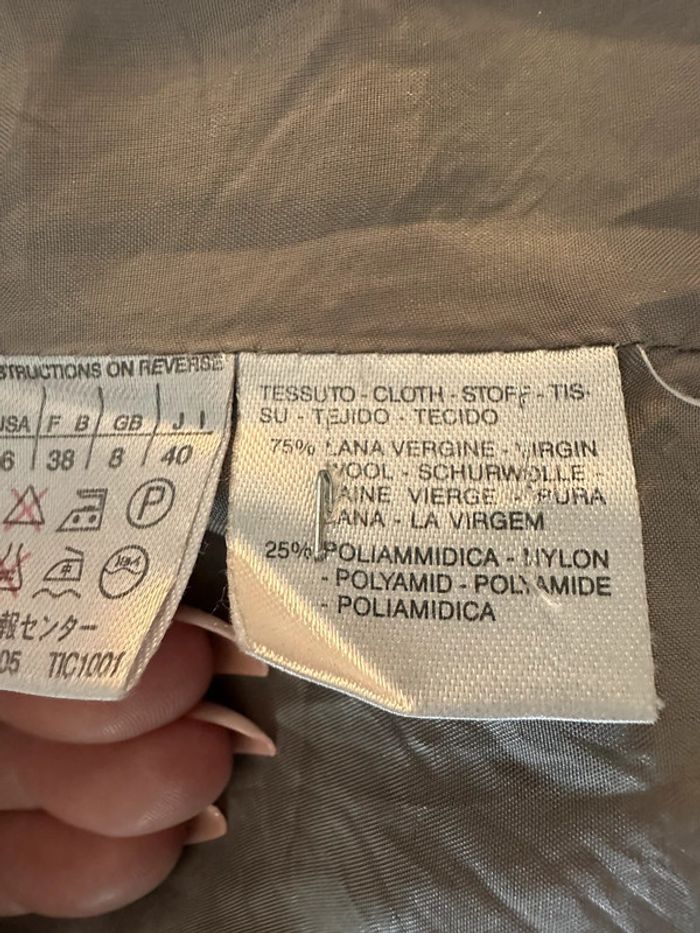 STRUCTIONS ON REVERSE
USA F B GB J I
6 38 8 40
P
報センター
05 TIC1001
TESSUTO - CLOTH - STOFF - TIS-
SU - TEJIDO - TECIDO
75% LANA VERGINE - VIRGIN
WOOL - SCHURWOLLE -
LAINE VIERGE - PURA
LANA - LA VIRGEM
25% POLIAMMIDICA - NYLON
- POLYAMID - POLYAMIDE
- POLIAMIDICA